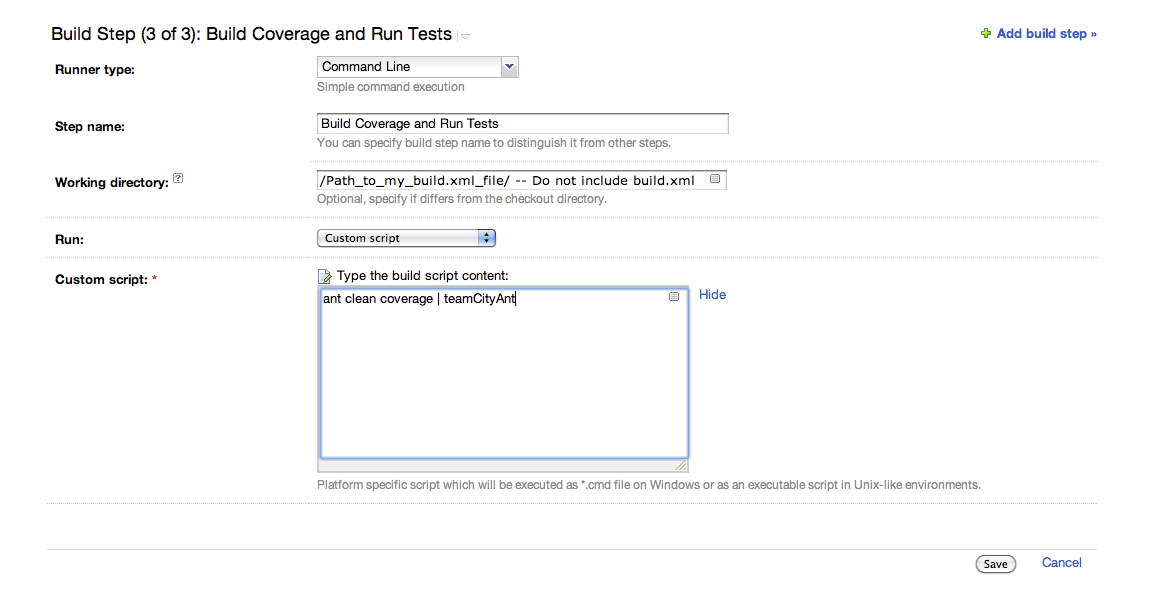 Build Step (3 of 3): Build Coverage and Run Tests
Add build step »
Runner type:
Command Line
Simple command execution
Step name:
Build Coverage and Run Tests
You can specify build step name to distinguish it from other steps.
Working directory: ?
/Path_to_my_build.xml_file/ -- Do not include build.xml
Optional, specify if differs from the checkout directory.
Run:
Custom script
Custom script: *
Type the build script content:
ant clean coverage | teamCityAnt
Hide
Platform specific script which will be executed as *.cmd file on Windows or as an executable script in Unix-like environments.
Save
Cancel